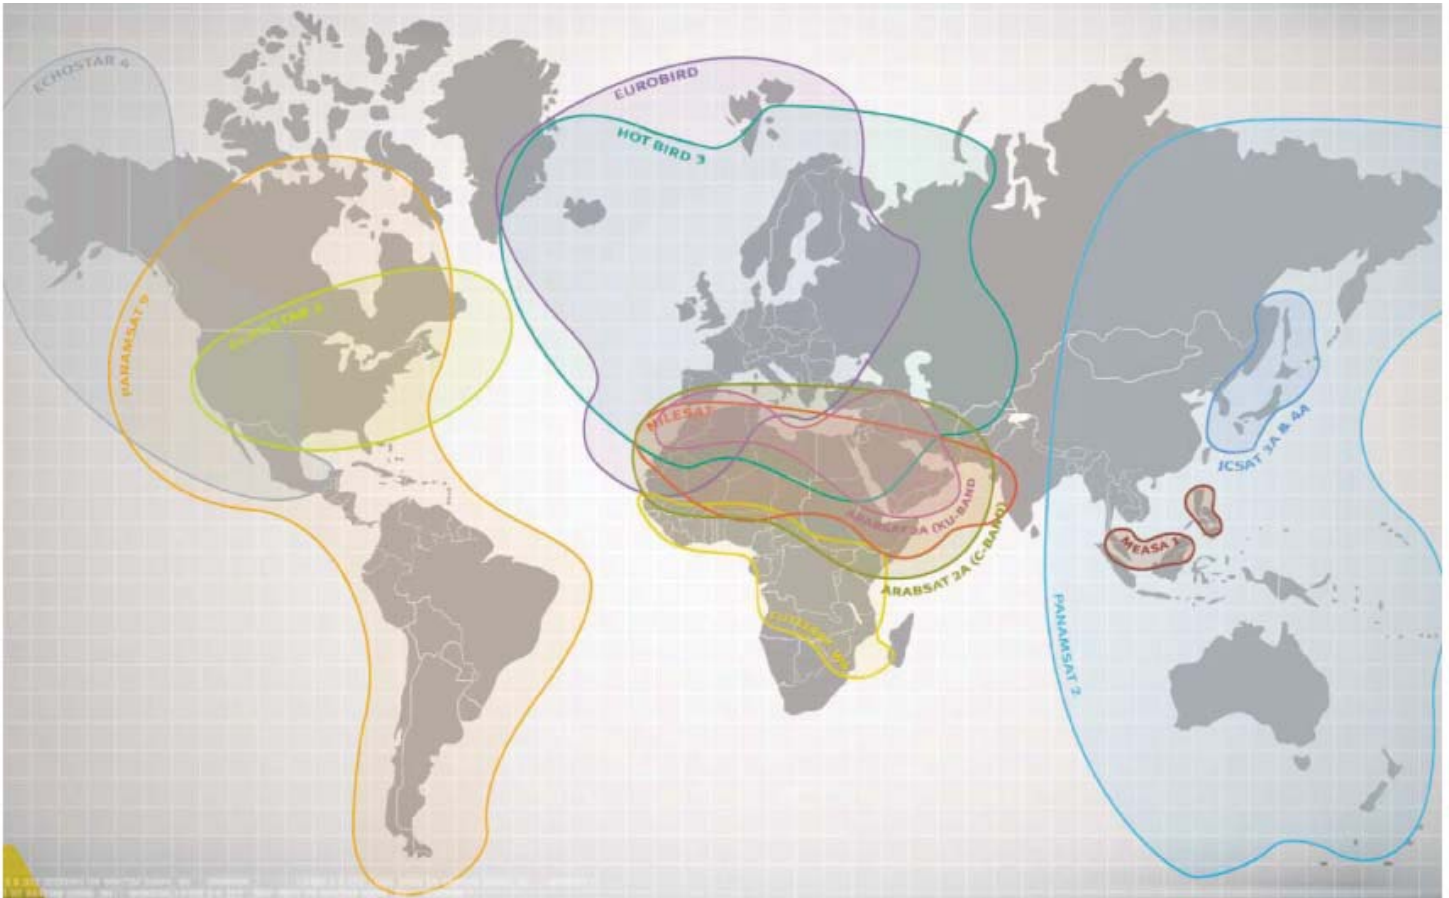 ECHOSTAR 4
EUROBIRD
HOT BIRD 3
PANAMSAT 9
NILESAT
ARABSAT 2A (KU-BAND
ARABSAT 2A (C-BAND)
JCSAT 3A & 4A
MEASA 1
PANAMSAT 2